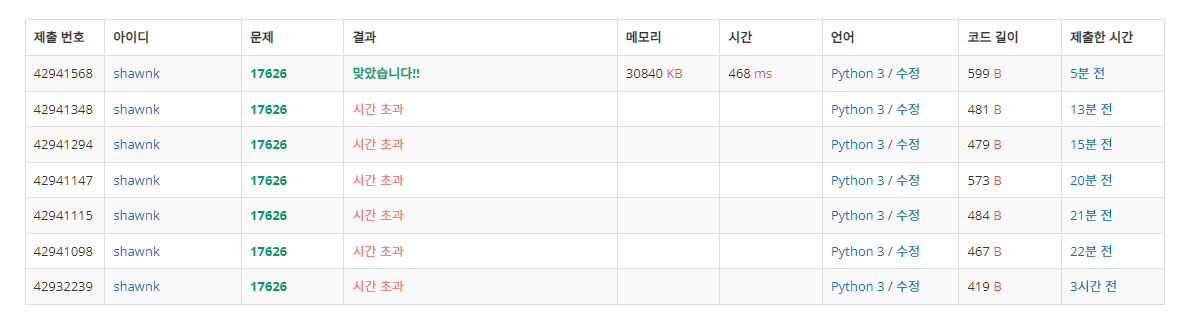 제출 번호 아이디 문제 결과 메모리 시간 언어 코드 길이 제출한 시간
42941568 shawnk 17626 맞았습니다!! 30840 KB 468 ms Python 3 / 수정 599 B 5분 전
42941348 shawnk 17626 시간 초과 Python 3 / 수정 481 B 13분 전
42941294 shawnk 17626 시간 초과 Python 3 / 수정 479 B 15분 전
42941147 shawnk 17626 시간 초과 Python 3 / 수정 573 B 20분 전
42941115 shawnk 17626 시간 초과 Python 3 / 수정 484 B 21분 전
42941098 shawnk 17626 시간 초과 Python 3 / 수정 467 B 22분 전
42932239 shawnk 17626 시간 초과 Python 3 / 수정 419 B 3시간 전